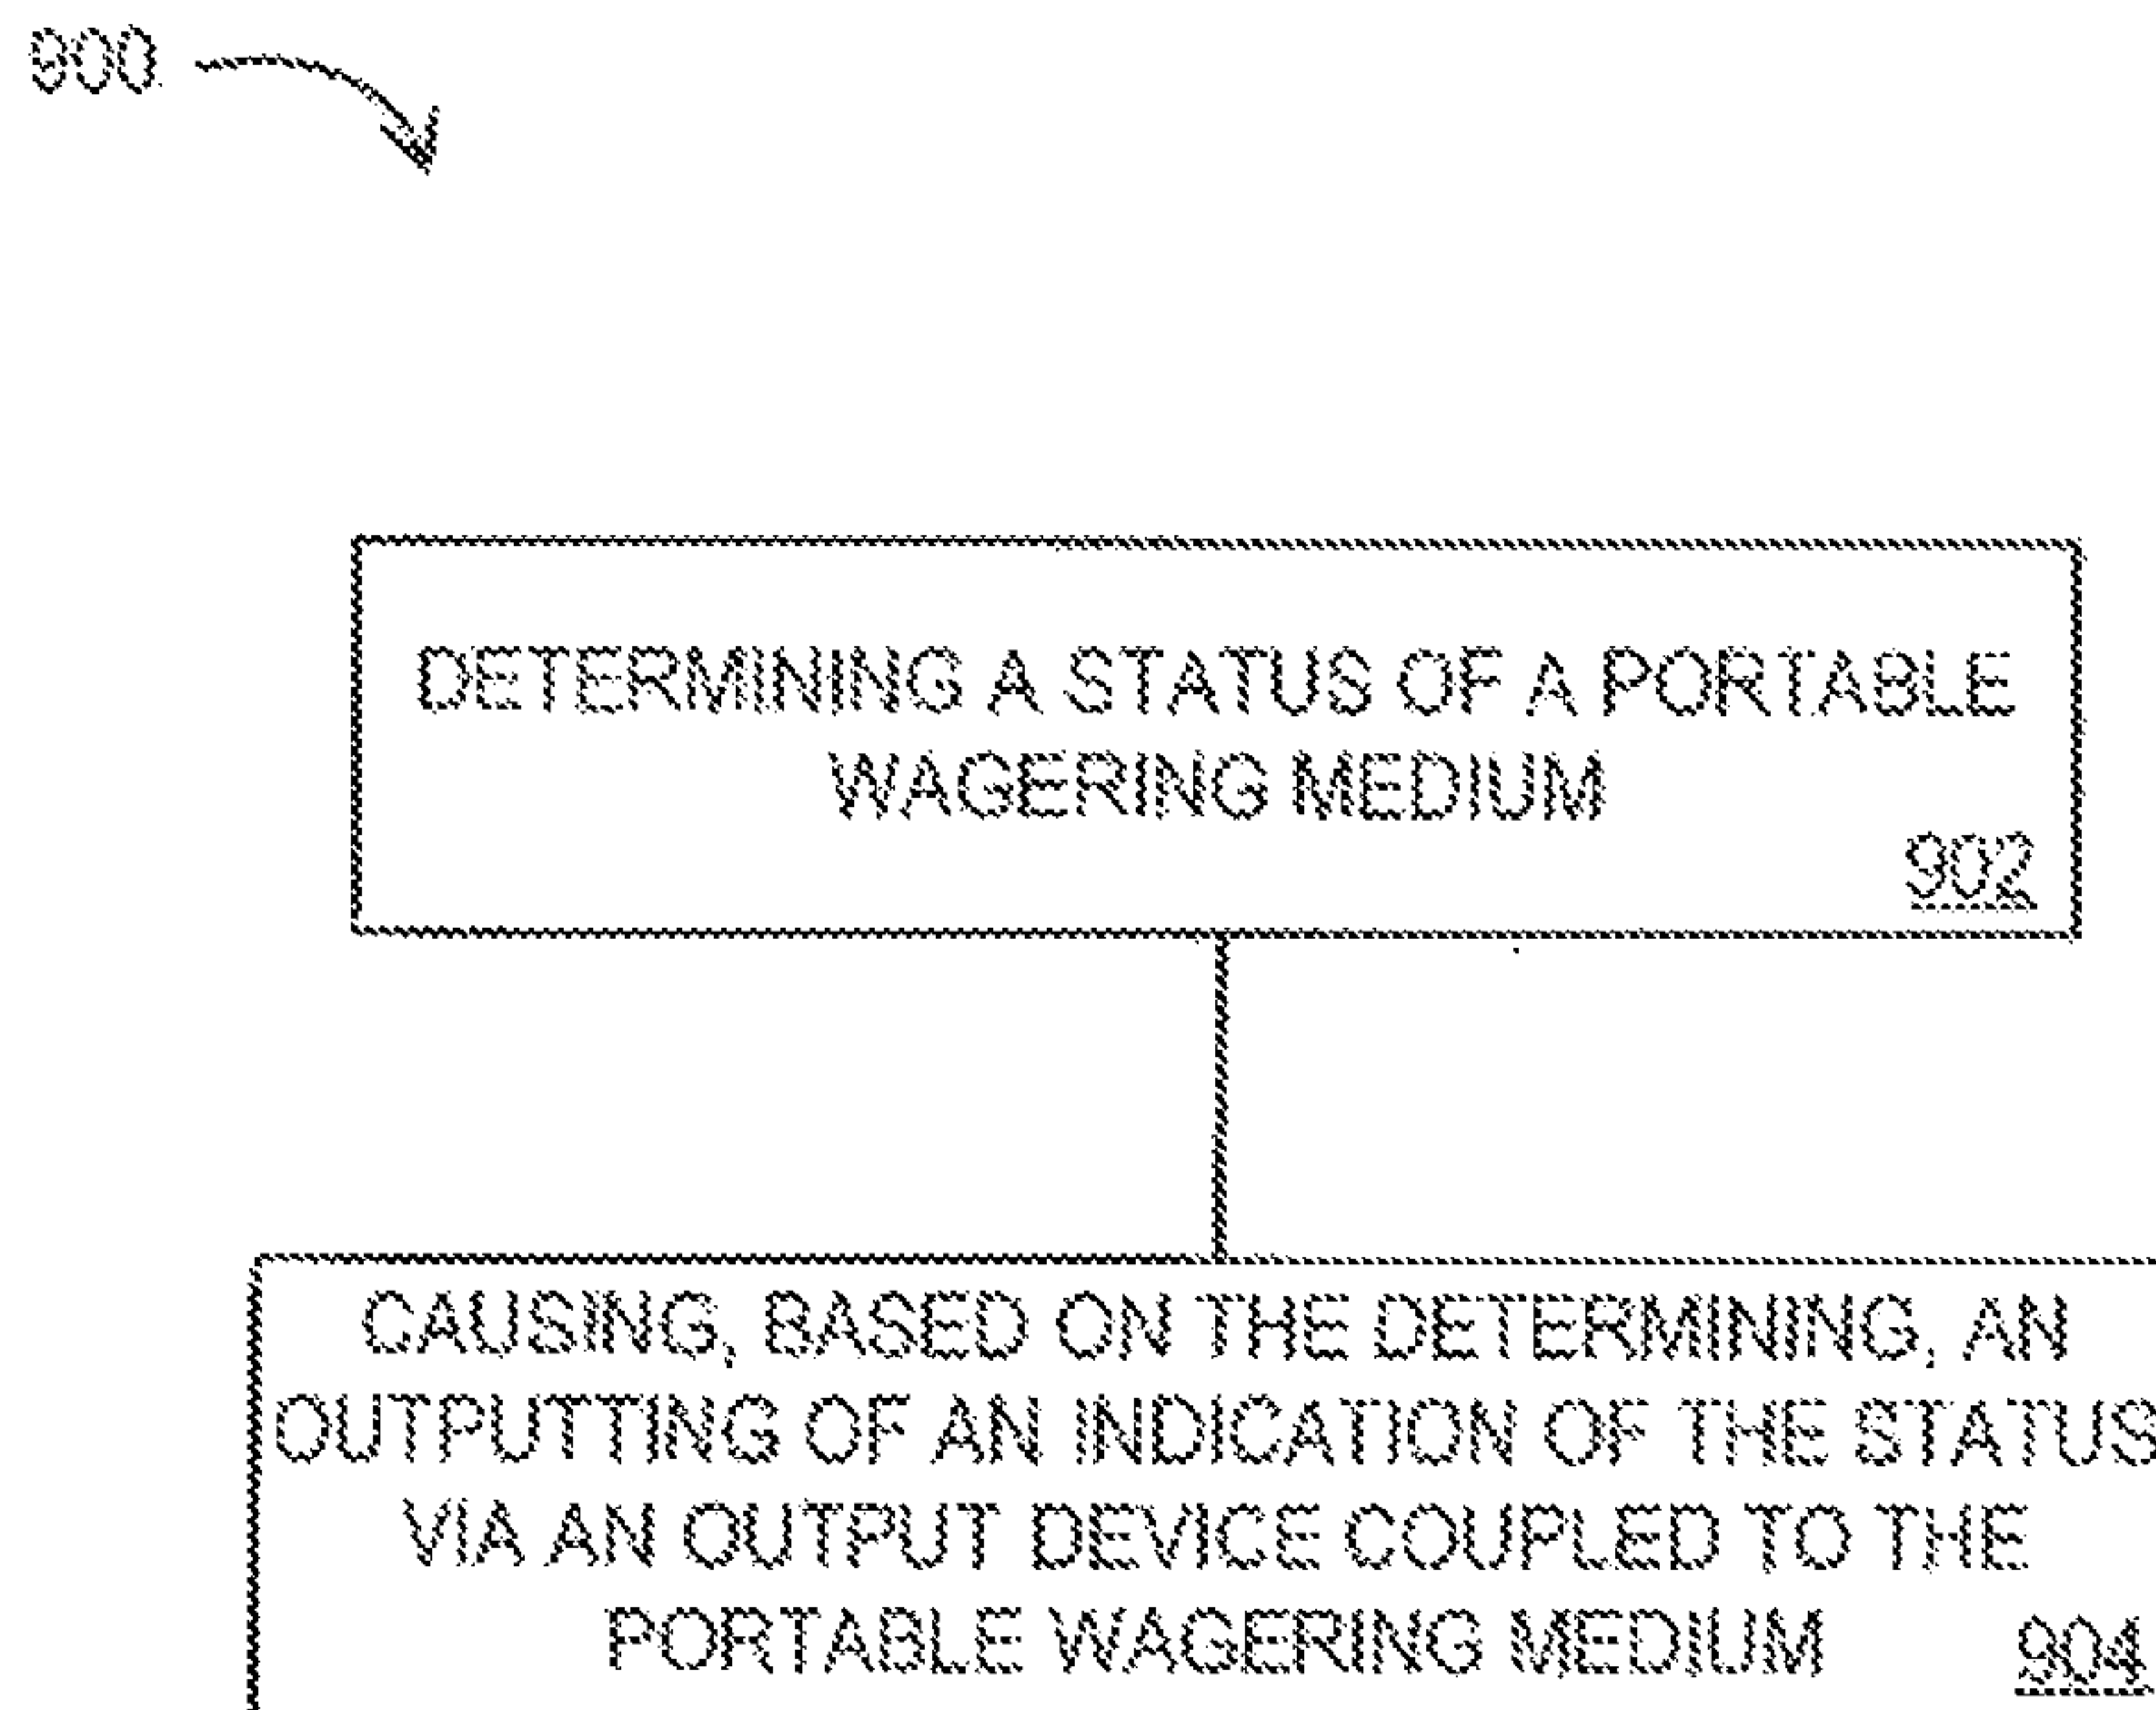 900
DETERMINING A STATUS OF A PORTABLE
WAGERING MEDIUM
902
CAUSING, BASED ON THE DETERMINING, AN
OUTPUTTING OF AN INDICATION OF THE STATUS
VIA AN OUTPUT DEVICE COUPLED TO THE
PORTABLE WAGERING MEDIUM
904